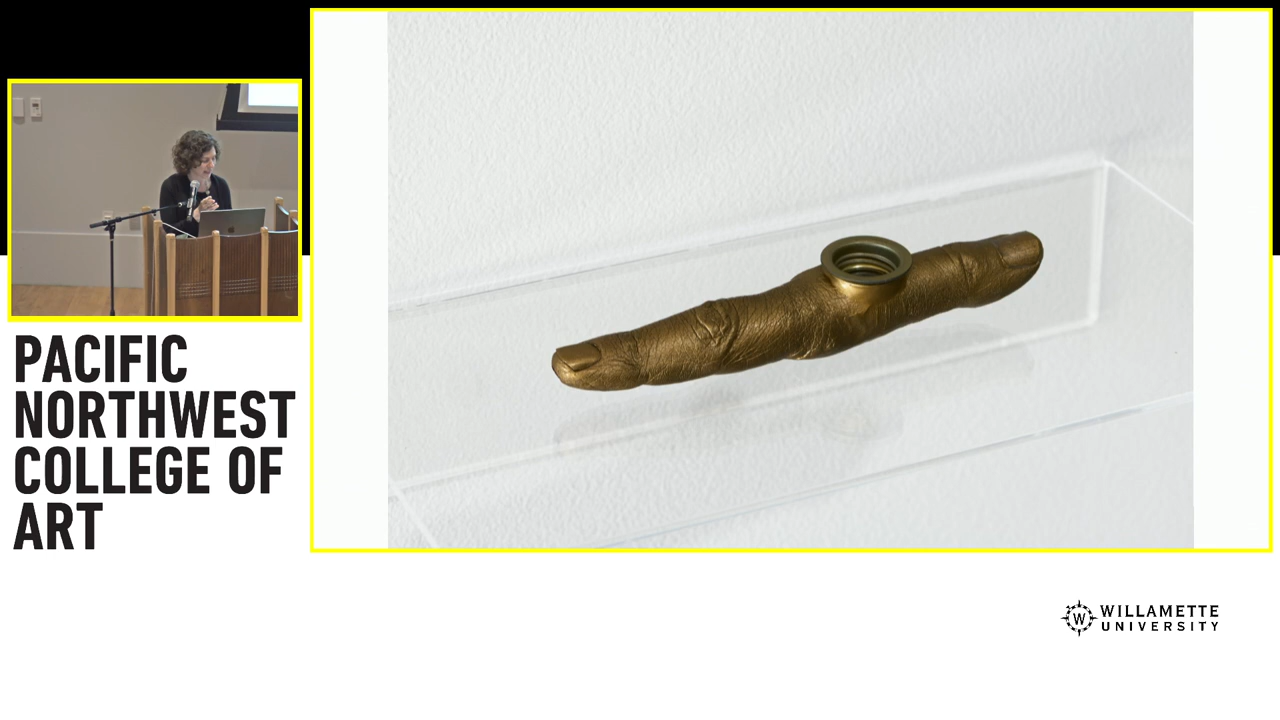 PACIFIC
NORTHWEST
COLLEGE OF
ART
W
WILLAMETTE
UNIVERSITY